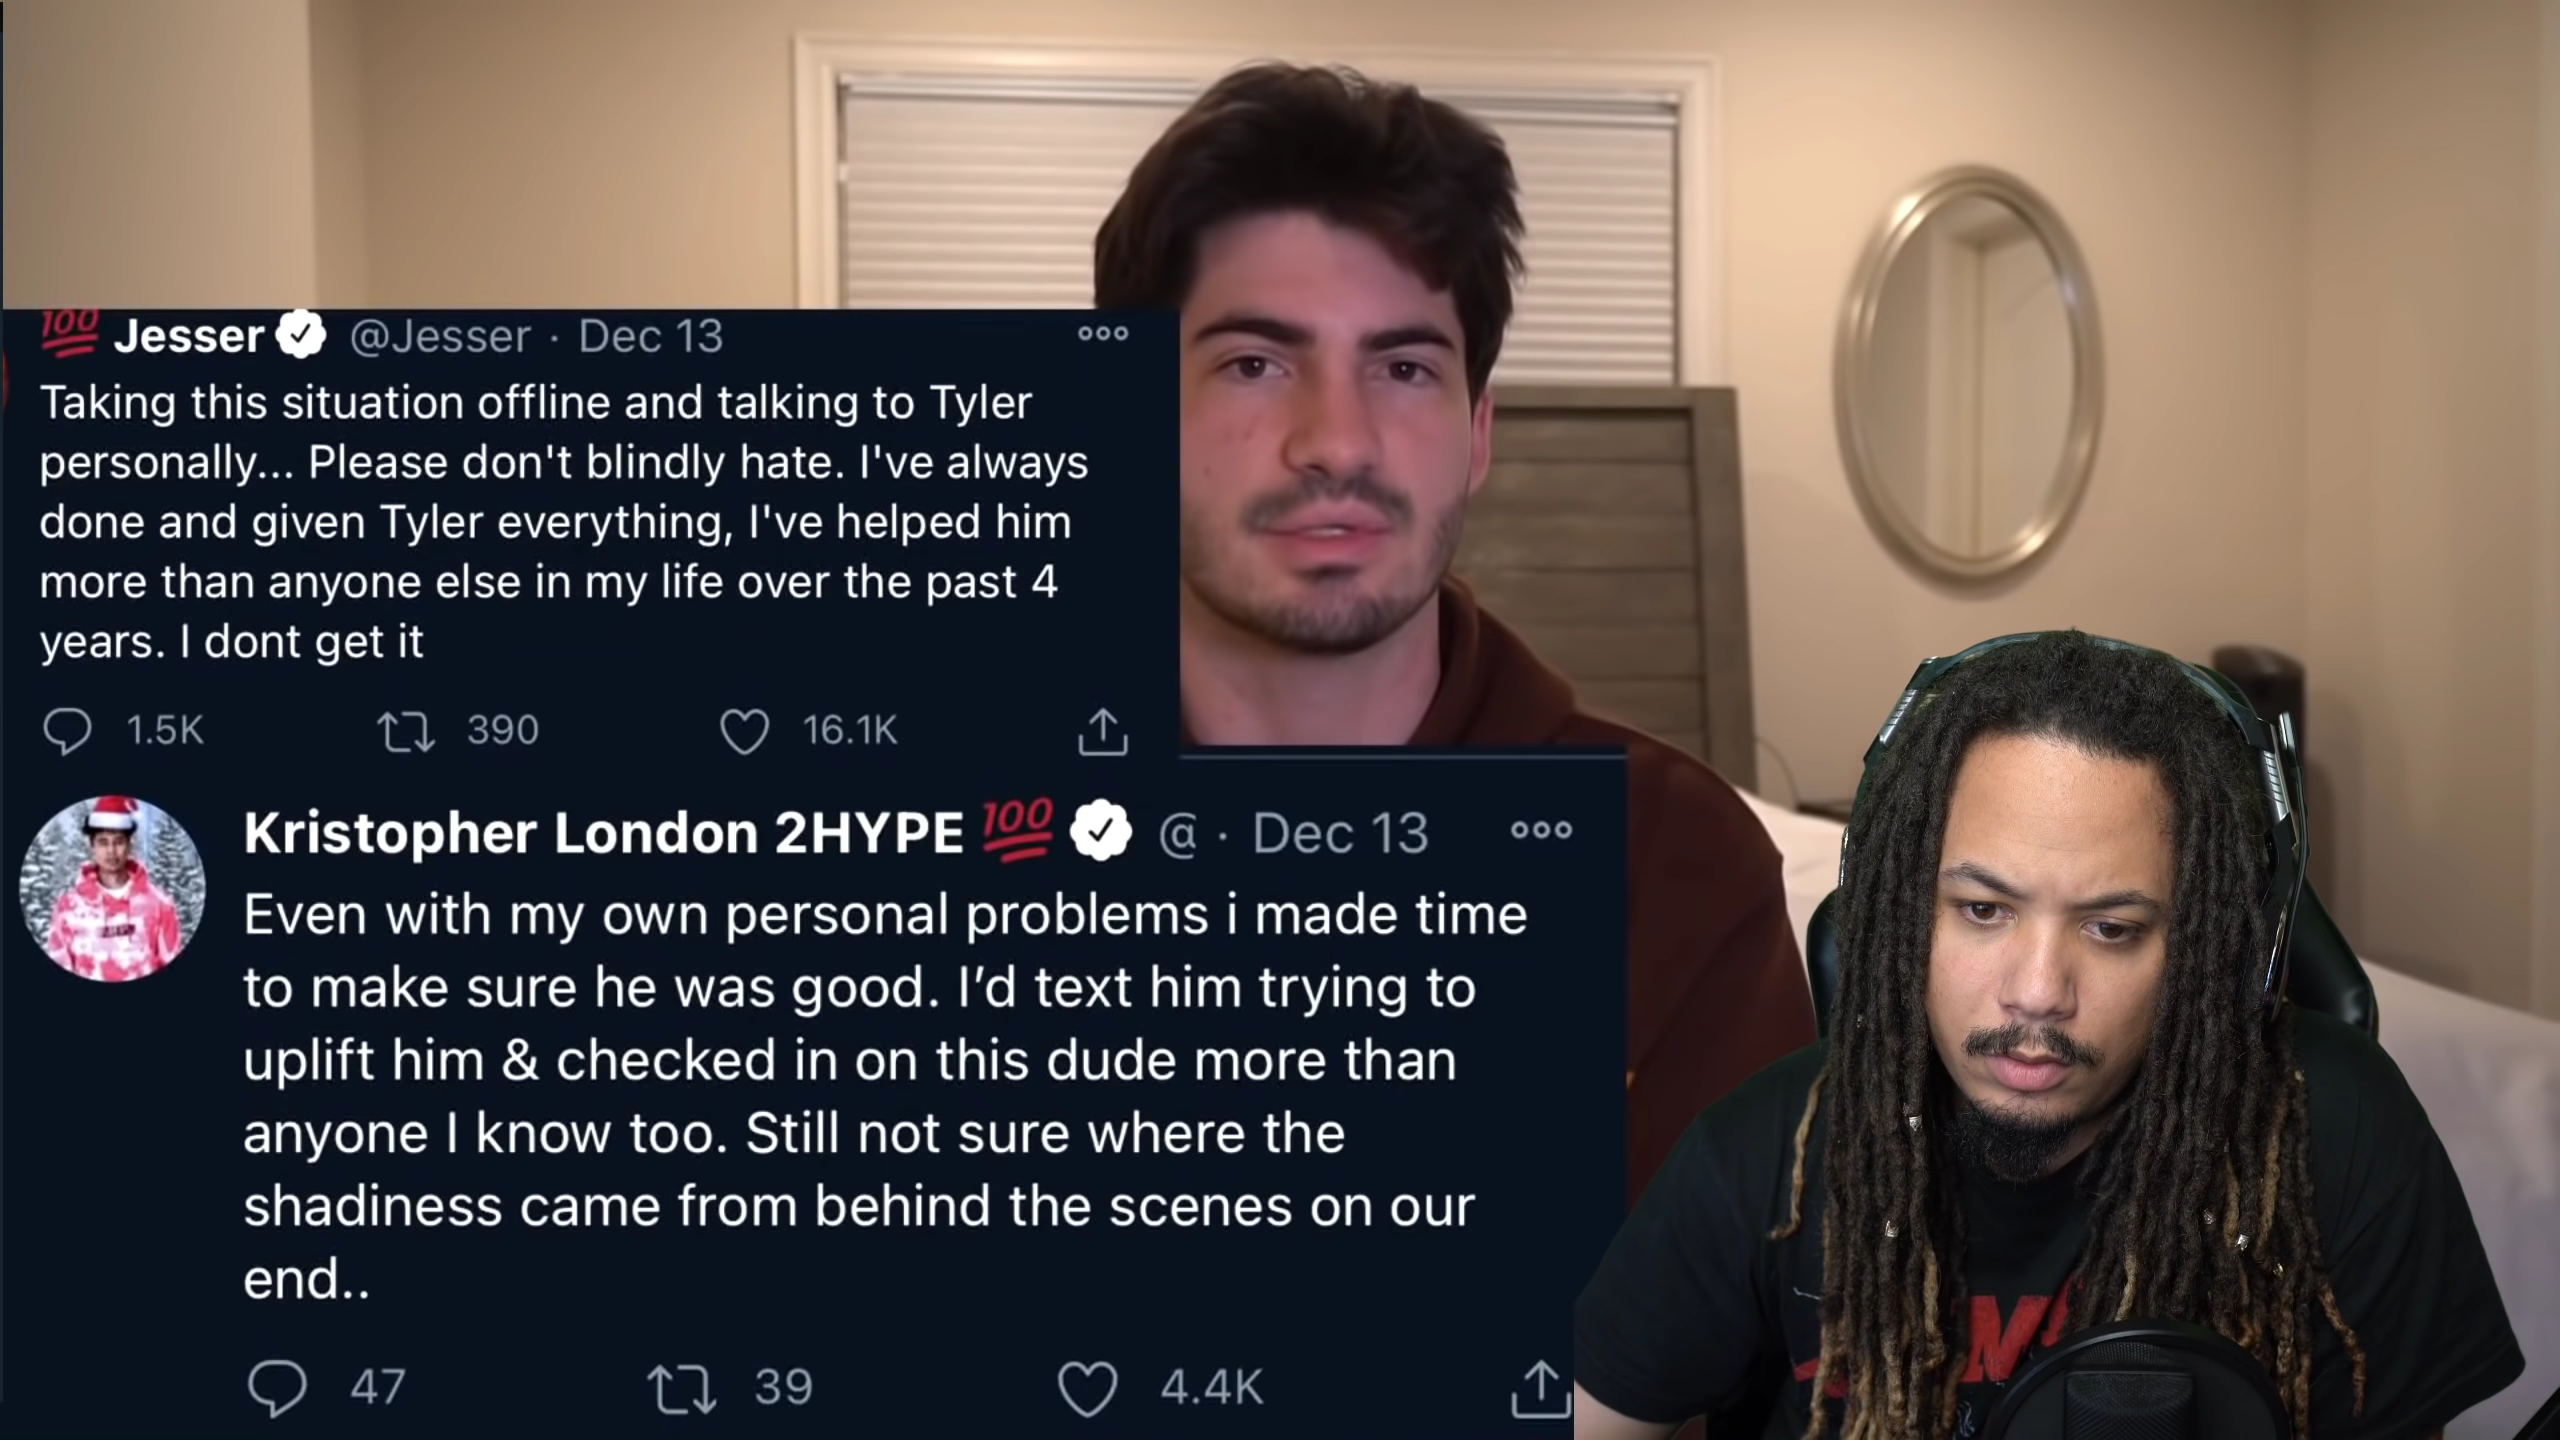 💯 Jesser @Jesser · Dec 13
Taking this situation offline and talking to Tyler
personally... Please don't blindly hate. I've always
done and given Tyler everything, I've helped him
more than anyone else in my life over the past 4
years. I dont get it
1.5K 390 16.1K
Kristopher London 2HYPE 💯 @ · Dec 13
Even with my own personal problems i made time
to make sure he was good. I’d text him trying to
uplift him & checked in on this dude more than
anyone I know too. Still not sure where the
shadiness came from behind the scenes on our
end..
47 39 4.4K